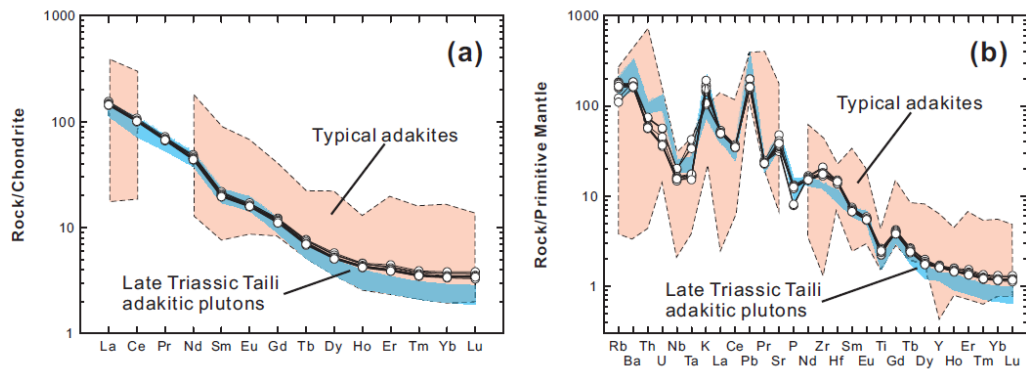 1000
(a)
100
Rock/Chondrite
Typical adakites
10
Late Triassic Taili
adakitic plutons
1
La Ce Pr Nd Sm Eu Gd Tb Dy Ho Er Tm Yb Lu
1000
(b)
100
Rock/Primitive Mantle
Typical adakites
10
Late Triassic Taili
adakitic plutons
1
Rb Th Nb K Ce Pr P Zr Sm Ti Tb Y Er Yb
Ba U Ta La Pb Sr Nd Hf Eu Gd Dy Ho Tm Lu